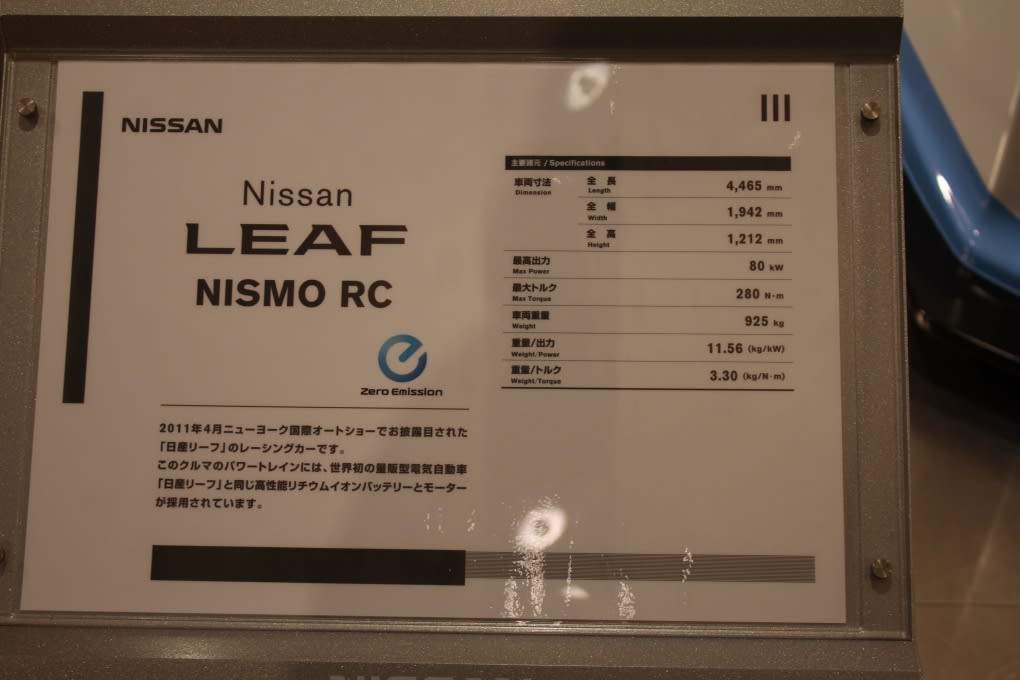 NISSAN
Nissan
LEAF
NISMO RC
Zero Emission
2011年4月ニューヨーク国際オートショーでお披露目された
「日産リーフ」のレーシングカーです。
このクルマのパワートレインには、世界初の量販型電気自動車
「日産リーフ」と同じ高性能リチウムイオンバッテリーとモーター
が採用されています。
主要諸元 / Specifications
車両寸法 全長 4,465 mm
Dimension Length
全幅 1,942 mm
Width
全高 1,212 mm
Height
最高出力 80 kW
Max Power
最大トルク 280 N·m
Max Torque
車両重量 925 kg
Weight
重量/出力 11.56 (kg/kW)
Weight/Power
重量/トルク 3.30 (kg/N·m)
Weight/Torque
NISSAN